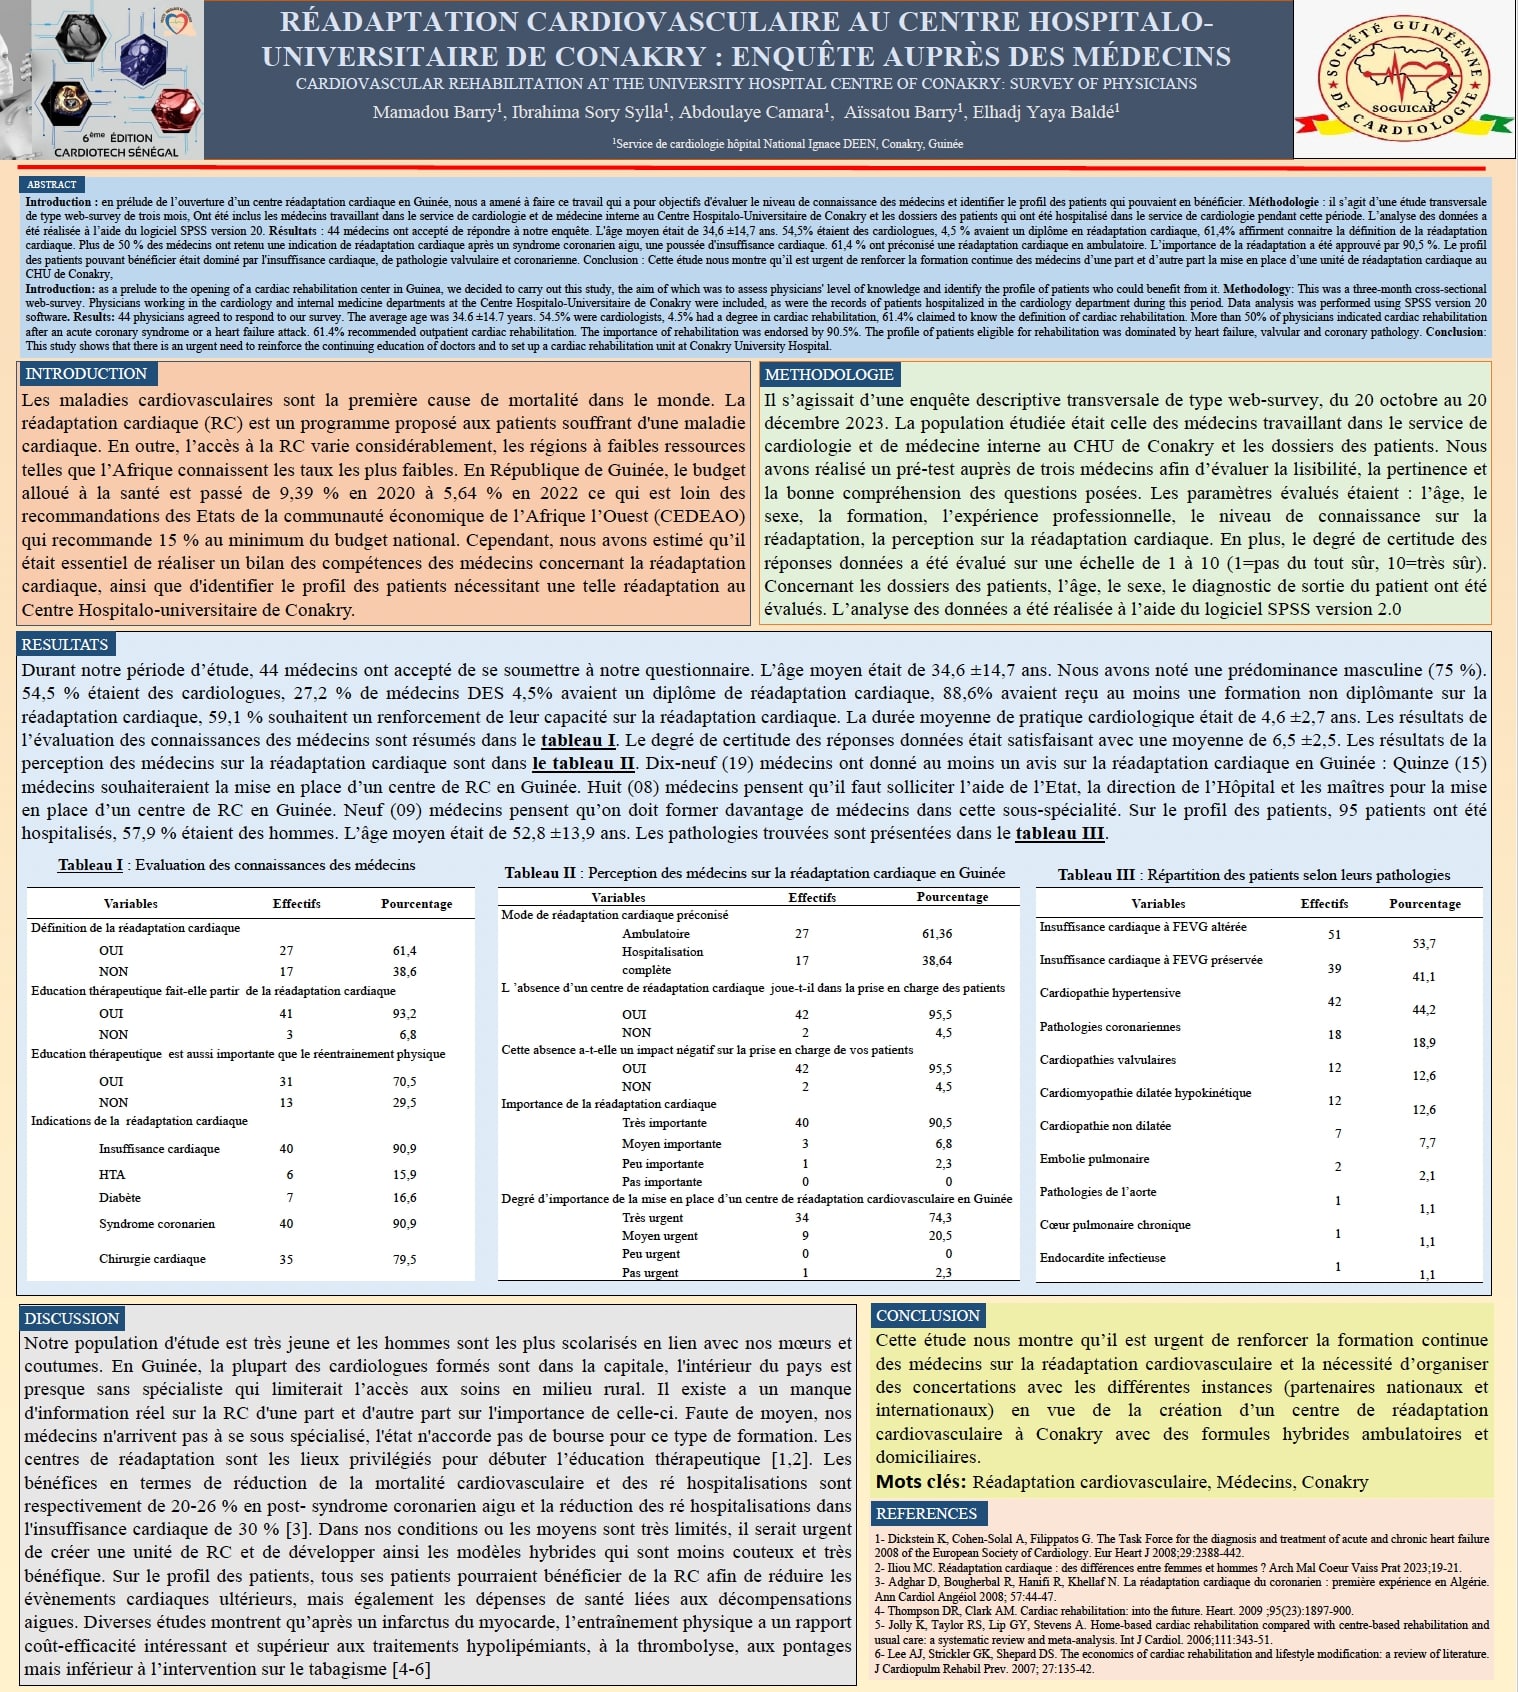 RÉADAPTATION CARDIOVASCULAIRE AU CENTRE HOSPITALO-
UNIVERSITAIRE DE CONAKRY : ENQUÊTE AUPRÈS DES MÉDECINS
CARDIOVASCULAR REHABILITATION AT THE UNIVERSITY HOSPITAL CENTRE OF CONAKRY: SURVEY OF PHYSICIANS
Mamadou Barry¹, Ibrahima Sory Sylla¹, Abdoulaye Camara¹, Aïssatou Barry¹, Elhadj Yaya Baldé¹
¹Service de cardiologie hôpital National Ignace DEEN, Conakry, Guinée
6ème ÉDITION
CARDIOTECH SÉNÉGAL
SOCIÉTÉ GUINÉENNE
DE CARDIOLOGIE
SOGUICAR
ABSTRACT
Introduction : en prélude de l’ouverture d’un centre réadaptation cardiaque en Guinée, nous a amené à faire ce travail qui a pour objectifs d'évaluer le niveau de connaissance des médecins et identifier le profil des patients qui pouvaient en bénéficier. Méthodologie : il s’agit d’une étude transversale
de type web-survey de trois mois, Ont été inclus les médecins travaillant dans le service de cardiologie et de médecine interne au Centre Hospitalo-Universitaire de Conakry et les dossiers des patients qui ont été hospitalisé dans le service de cardiologie pendant cette période. L’analyse des données a
été réalisée à l’aide du logiciel SPSS version 20. Résultats : 44 médecins ont accepté de répondre à notre enquête. L'âge moyen était de 34,6 ±14,7 ans. 54,5% étaient des cardiologues, 4,5 % avaient un diplôme en réadaptation cardiaque, 61,4% affirment connaitre la définition de la réadaptation
cardiaque. Plus de 50 % des médecins ont retenu une indication de réadaptation cardiaque après un syndrome coronarien aigu, une poussée d'insuffisance cardiaque. 61,4 % ont préconisé une réadaptation cardiaque en ambulatoire. L’importance de la réadaptation a été approuvé par 90,5 %. Le profil
des patients pouvant bénéficier était dominé par l'insuffisance cardiaque, de pathologie valvulaire et coronarienne. Conclusion : Cette étude nous montre qu’il est urgent de renforcer la formation continue des médecins d’une part et d’autre part la mise en place d’une unité de réadaptation cardiaque au
CHU de Conakry,
Introduction: as a prelude to the opening of a cardiac rehabilitation center in Guinea, we decided to carry out this study, the aim of which was to assess physicians' level of knowledge and identify the profile of patients who could benefit from it. Methodology: This was a three-month cross-sectional
web-survey. Physicians working in the cardiology and internal medicine departments at the Centre Hospitalo-Universitaire de Conakry were included, as were the records of patients hospitalized in the cardiology department during this period. Data analysis was performed using SPSS version 20
software. Results: 44 physicians agreed to respond to our survey. The average age was 34.6 ±14.7 years. 54.5% were cardiologists, 4.5% had a degree in cardiac rehabilitation, 61.4% claimed to know the definition of cardiac rehabilitation. More than 50% of physicians indicated cardiac rehabilitation
after an acute coronary syndrome or a heart failure attack. 61.4% recommended outpatient cardiac rehabilitation. The importance of rehabilitation was endorsed by 90.5%. The profile of patients eligible for rehabilitation was dominated by heart failure, valvular and coronary pathology. Conclusion:
This study shows that there is an urgent need to reinforce the continuing education of doctors and to set up a cardiac rehabilitation unit at Conakry University Hospital.
INTRODUCTION
Les maladies cardiovasculaires sont la première cause de mortalité dans le monde. La
réadaptation cardiaque (RC) est un programme proposé aux patients souffrant d'une maladie
cardiaque. En outre, l’accès à la RC varie considérablement, les régions à faibles ressources
telles que l’Afrique connaissent les taux les plus faibles. En République de Guinée, le budget
alloué à la santé est passé de 9,39 % en 2020 à 5,64 % en 2022 ce qui est loin des
recommandations des Etats de la communauté économique de l’Afrique l’Ouest (CEDEAO)
qui recommande 15 % au minimum du budget national. Cependant, nous avons estimé qu’il
était essentiel de réaliser un bilan des compétences des médecins concernant la réadaptation
cardiaque, ainsi que d'identifier le profil des patients nécessitant une telle réadaptation au
Centre Hospitalo-universitaire de Conakry.
METHODOLOGIE
Il s’agissait d’une enquête descriptive transversale de type web-survey, du 20 octobre au 20
décembre 2023. La population étudiée était celle des médecins travaillant dans le service de
cardiologie et de médecine interne au CHU de Conakry et les dossiers des patients. Nous
avons réalisé un pré-test auprès de trois médecins afin d’évaluer la lisibilité, la pertinence et
la bonne compréhension des questions posées. Les paramètres évalués étaient : l’âge, le
sexe, la formation, l’expérience professionnelle, le niveau de connaissance sur la
réadaptation, la perception sur la réadaptation cardiaque. En plus, le degré de certitude des
réponses données a été évalué sur une échelle de 1 à 10 (1=pas du tout sûr, 10=très sûr).
Concernant les dossiers des patients, l’âge, le sexe, le diagnostic de sortie du patient ont été
évalués. L’analyse des données a été réalisée à l’aide du logiciel SPSS version 2.0
RESULTATS
Durant notre période d’étude, 44 médecins ont accepté de se soumettre à notre questionnaire. L’âge moyen était de 34,6 ±14,7 ans. Nous avons noté une prédominance masculine (75 %).
54,5 % étaient des cardiologues, 27,2 % de médecins DES 4,5% avaient un diplôme de réadaptation cardiaque, 88,6% avaient reçu au moins une formation non diplômante sur la
réadaptation cardiaque, 59,1 % souhaitent un renforcement de leur capacité sur la réadaptation cardiaque. La durée moyenne de pratique cardiologique était de 4,6 ±2,7 ans. Les résultats de
l’évaluation des connaissances des médecins sont résumés dans le tableau I. Le degré de certitude des réponses données était satisfaisant avec une moyenne de 6,5 ±2,5. Les résultats de la
perception des médecins sur la réadaptation cardiaque sont dans le tableau II. Dix-neuf (19) médecins ont donné au moins un avis sur la réadaptation cardiaque en Guinée : Quinze (15)
médecins souhaiteraient la mise en place d’un centre de RC en Guinée. Huit (08) médecins pensent qu’il faut solliciter l’aide de l’Etat, la direction de l’Hôpital et les maîtres pour la mise
en place d’un centre de RC en Guinée. Neuf (09) médecins pensent qu’on doit former davantage de médecins dans cette sous-spécialité. Sur le profil des patients, 95 patients ont été
hospitalisés, 57,9 % étaient des hommes. L’âge moyen était de 52,8 ±13,9 ans. Les pathologies trouvées sont présentées dans le tableau III.
Tableau I : Evaluation des connaissances des médecins
Variables Effectifs Pourcentage
Définition de la réadaptation cardiaque
OUI 27 61,4
NON 17 38,6
Education thérapeutique fait-elle partir de la réadaptation cardiaque
OUI 41 93,2
NON 3 6,8
Education thérapeutique est aussi importante que le réentrainement physique
OUI 31 70,5
NON 13 29,5
Indications de la réadaptation cardiaque
Insuffisance cardiaque 40 90,9
HTA 6 15,9
Diabète 7 16,6
Syndrome coronarien 40 90,9
Chirurgie cardiaque 35 79,5
Tableau II : Perception des médecins sur la réadaptation cardiaque en Guinée
Variables Effectifs Pourcentage
Mode de réadaptation cardiaque préconisé
Ambulatoire 27 61,36
Hospitalisation
complète 17 38,64
L ’absence d’un centre de réadaptation cardiaque joue-t-il dans la prise en charge des patients
OUI 42 95,5
NON 2 4,5
Cette absence a-t-elle un impact négatif sur la prise en charge de vos patients
OUI 42 95,5
NON 2 4,5
Importance de la réadaptation cardiaque
Très importante 40 90,5
Moyen importante 3 6,8
Peu importante 1 2,3
Pas importante 0 0
Degré d’importance de la mise en place d’un centre de réadaptation cardiovasculaire en Guinée
Très urgent 34 74,3
Moyen urgent 9 20,5
Peu urgent 0 0
Pas urgent 1 2,3
Tableau III : Répartition des patients selon leurs pathologies
Variables Effectifs Pourcentage
Insuffisance cardiaque à FEVG altérée 51 53,7
Insuffisance cardiaque à FEVG préservée 39 41,1
Cardiopathie hypertensive 42 44,2
Pathologies coronariennes 18 18,9
Cardiopathies valvulaires 12 12,6
Cardiomyopathie dilatée hypokinétique 12 12,6
Cardiopathie non dilatée 7 7,7
Embolie pulmonaire 2 2,1
Pathologies de l’aorte 1 1,1
Cœur pulmonaire chronique 1 1,1
Endocardite infectieuse 1 1,1
DISCUSSION
Notre population d'étude est très jeune et les hommes sont les plus scolarisés en lien avec nos mœurs et
coutumes. En Guinée, la plupart des cardiologues formés sont dans la capitale, l'intérieur du pays est
presque sans spécialiste qui limiterait l’accès aux soins en milieu rural. Il existe a un manque
d'information réel sur la RC d'une part et d'autre part sur l'importance de celle-ci. Faute de moyen, nos
médecins n'arrivent pas à se sous spécialisé, l'état n'accorde pas de bourse pour ce type de formation. Les
centres de réadaptation sont les lieux privilégiés pour débuter l’éducation thérapeutique [1,2]. Les
bénéfices en termes de réduction de la mortalité cardiovasculaire et des ré hospitalisations sont
respectivement de 20-26 % en post- syndrome coronarien aigu et la réduction des ré hospitalisations dans
l'insuffisance cardiaque de 30 % [3]. Dans nos conditions ou les moyens sont très limités, il serait urgent
de créer une unité de RC et de développer ainsi les modèles hybrides qui sont moins couteux et très
bénéfique. Sur le profil des patients, tous ses patients pourraient bénéficier de la RC afin de réduire les
évènements cardiaques ultérieurs, mais également les dépenses de santé liées aux décompensations
aigues. Diverses études montrent qu’après un infarctus du myocarde, l’entraînement physique a un rapport
coût-efficacité intéressant et supérieur aux traitements hypolipémiants, à la thrombolyse, aux pontages
mais inférieur à l’intervention sur le tabagisme [4-6]
CONCLUSION
Cette étude nous montre qu’il est urgent de renforcer la formation continue
des médecins sur la réadaptation cardiovasculaire et la nécessité d’organiser
des concertations avec les différentes instances (partenaires nationaux et
internationaux) en vue de la création d’un centre de réadaptation
cardiovasculaire à Conakry avec des formules hybrides ambulatoires et
domiciliaires.
Mots clés: Réadaptation cardiovasculaire, Médecins, Conakry
REFERENCES
1- Dickstein K, Cohen-Solal A, Filippatos G. The Task Force for the diagnosis and treatment of acute and chronic heart failure
2008 of the European Society of Cardiology. Eur Heart J 2008;29:2388-442.
2- Iliou MC. Réadaptation cardiaque : des différences entre femmes et hommes ? Arch Mal Coeur Vaiss Prat 2023;19-21.
3- Adghar D, Bougherbal R, Hanifi R, Khellaf N. La réadaptation cardiaque du coronarien : première expérience en Algérie.
Ann Cardiol Angéiol 2008; 57:44-47.
4- Thompson DR, Clark AM. Cardiac rehabilitation: into the future. Heart. 2009 ;95(23):1897-900.
5- Jolly K, Taylor RS, Lip GY, Stevens A. Home-based cardiac rehabilitation compared with centre-based rehabilitation and
usual care: a systematic review and meta-analysis. Int J Cardiol. 2006;111:343-51.
6- Lee AJ, Strickler GK, Shepard DS. The economics of cardiac rehabilitation and lifestyle modification: a review of literature.
J Cardiopulm Rehabil Prev. 2007; 27:135-42.